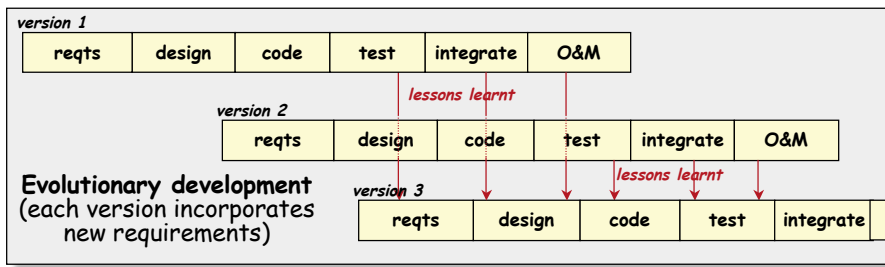 version 1
reqts design code test integrate O&M
lessons learnt
version 2
reqts design code test integrate O&M
lessons learnt
Evolutionary development
version 3
(each version incorporates
reqts design code test integrate
new requirements)